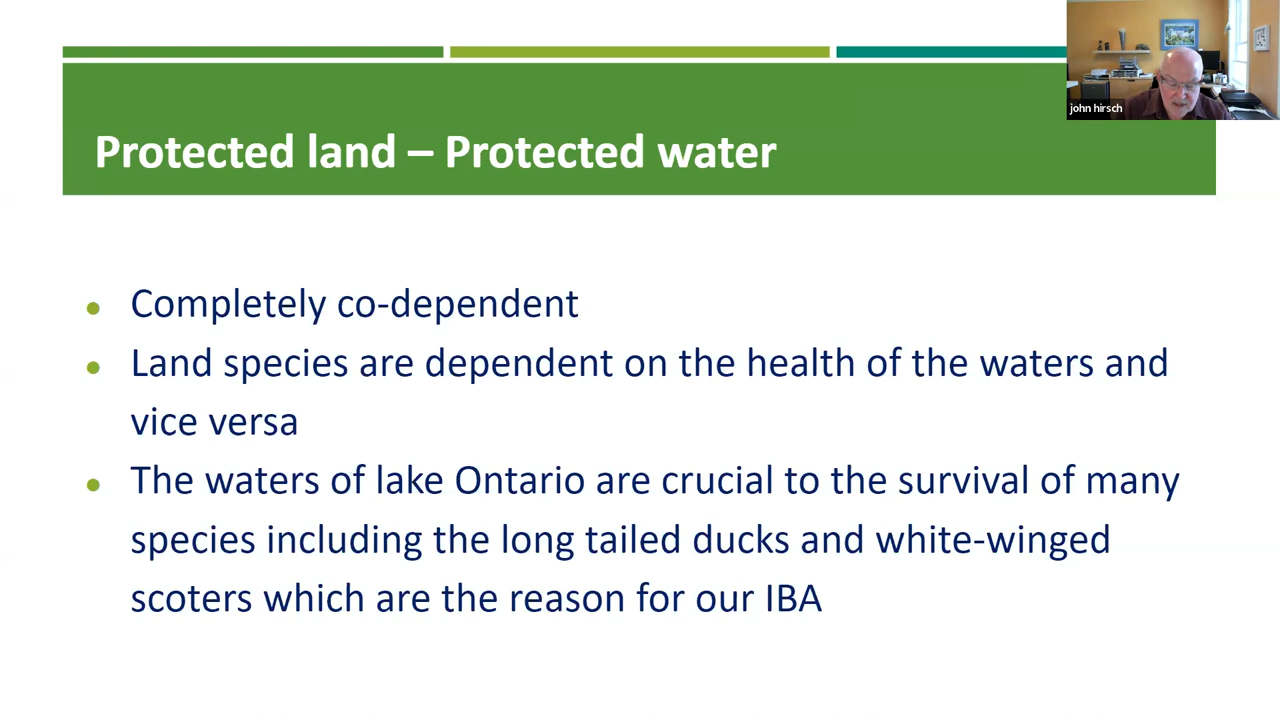 john hirsch
Protected land – Protected water
Completely co-dependent
Land species are dependent on the health of the waters and
vice versa
The waters of lake Ontario are crucial to the survival of many
species including the long tailed ducks and white-winged
scoters which are the reason for our IBA